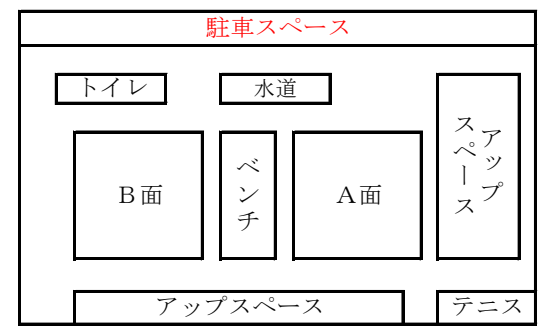 駐車スペース
トイレ
水道
アップ
スペース
B面
ベンチ
A面
アップスペース
テニス